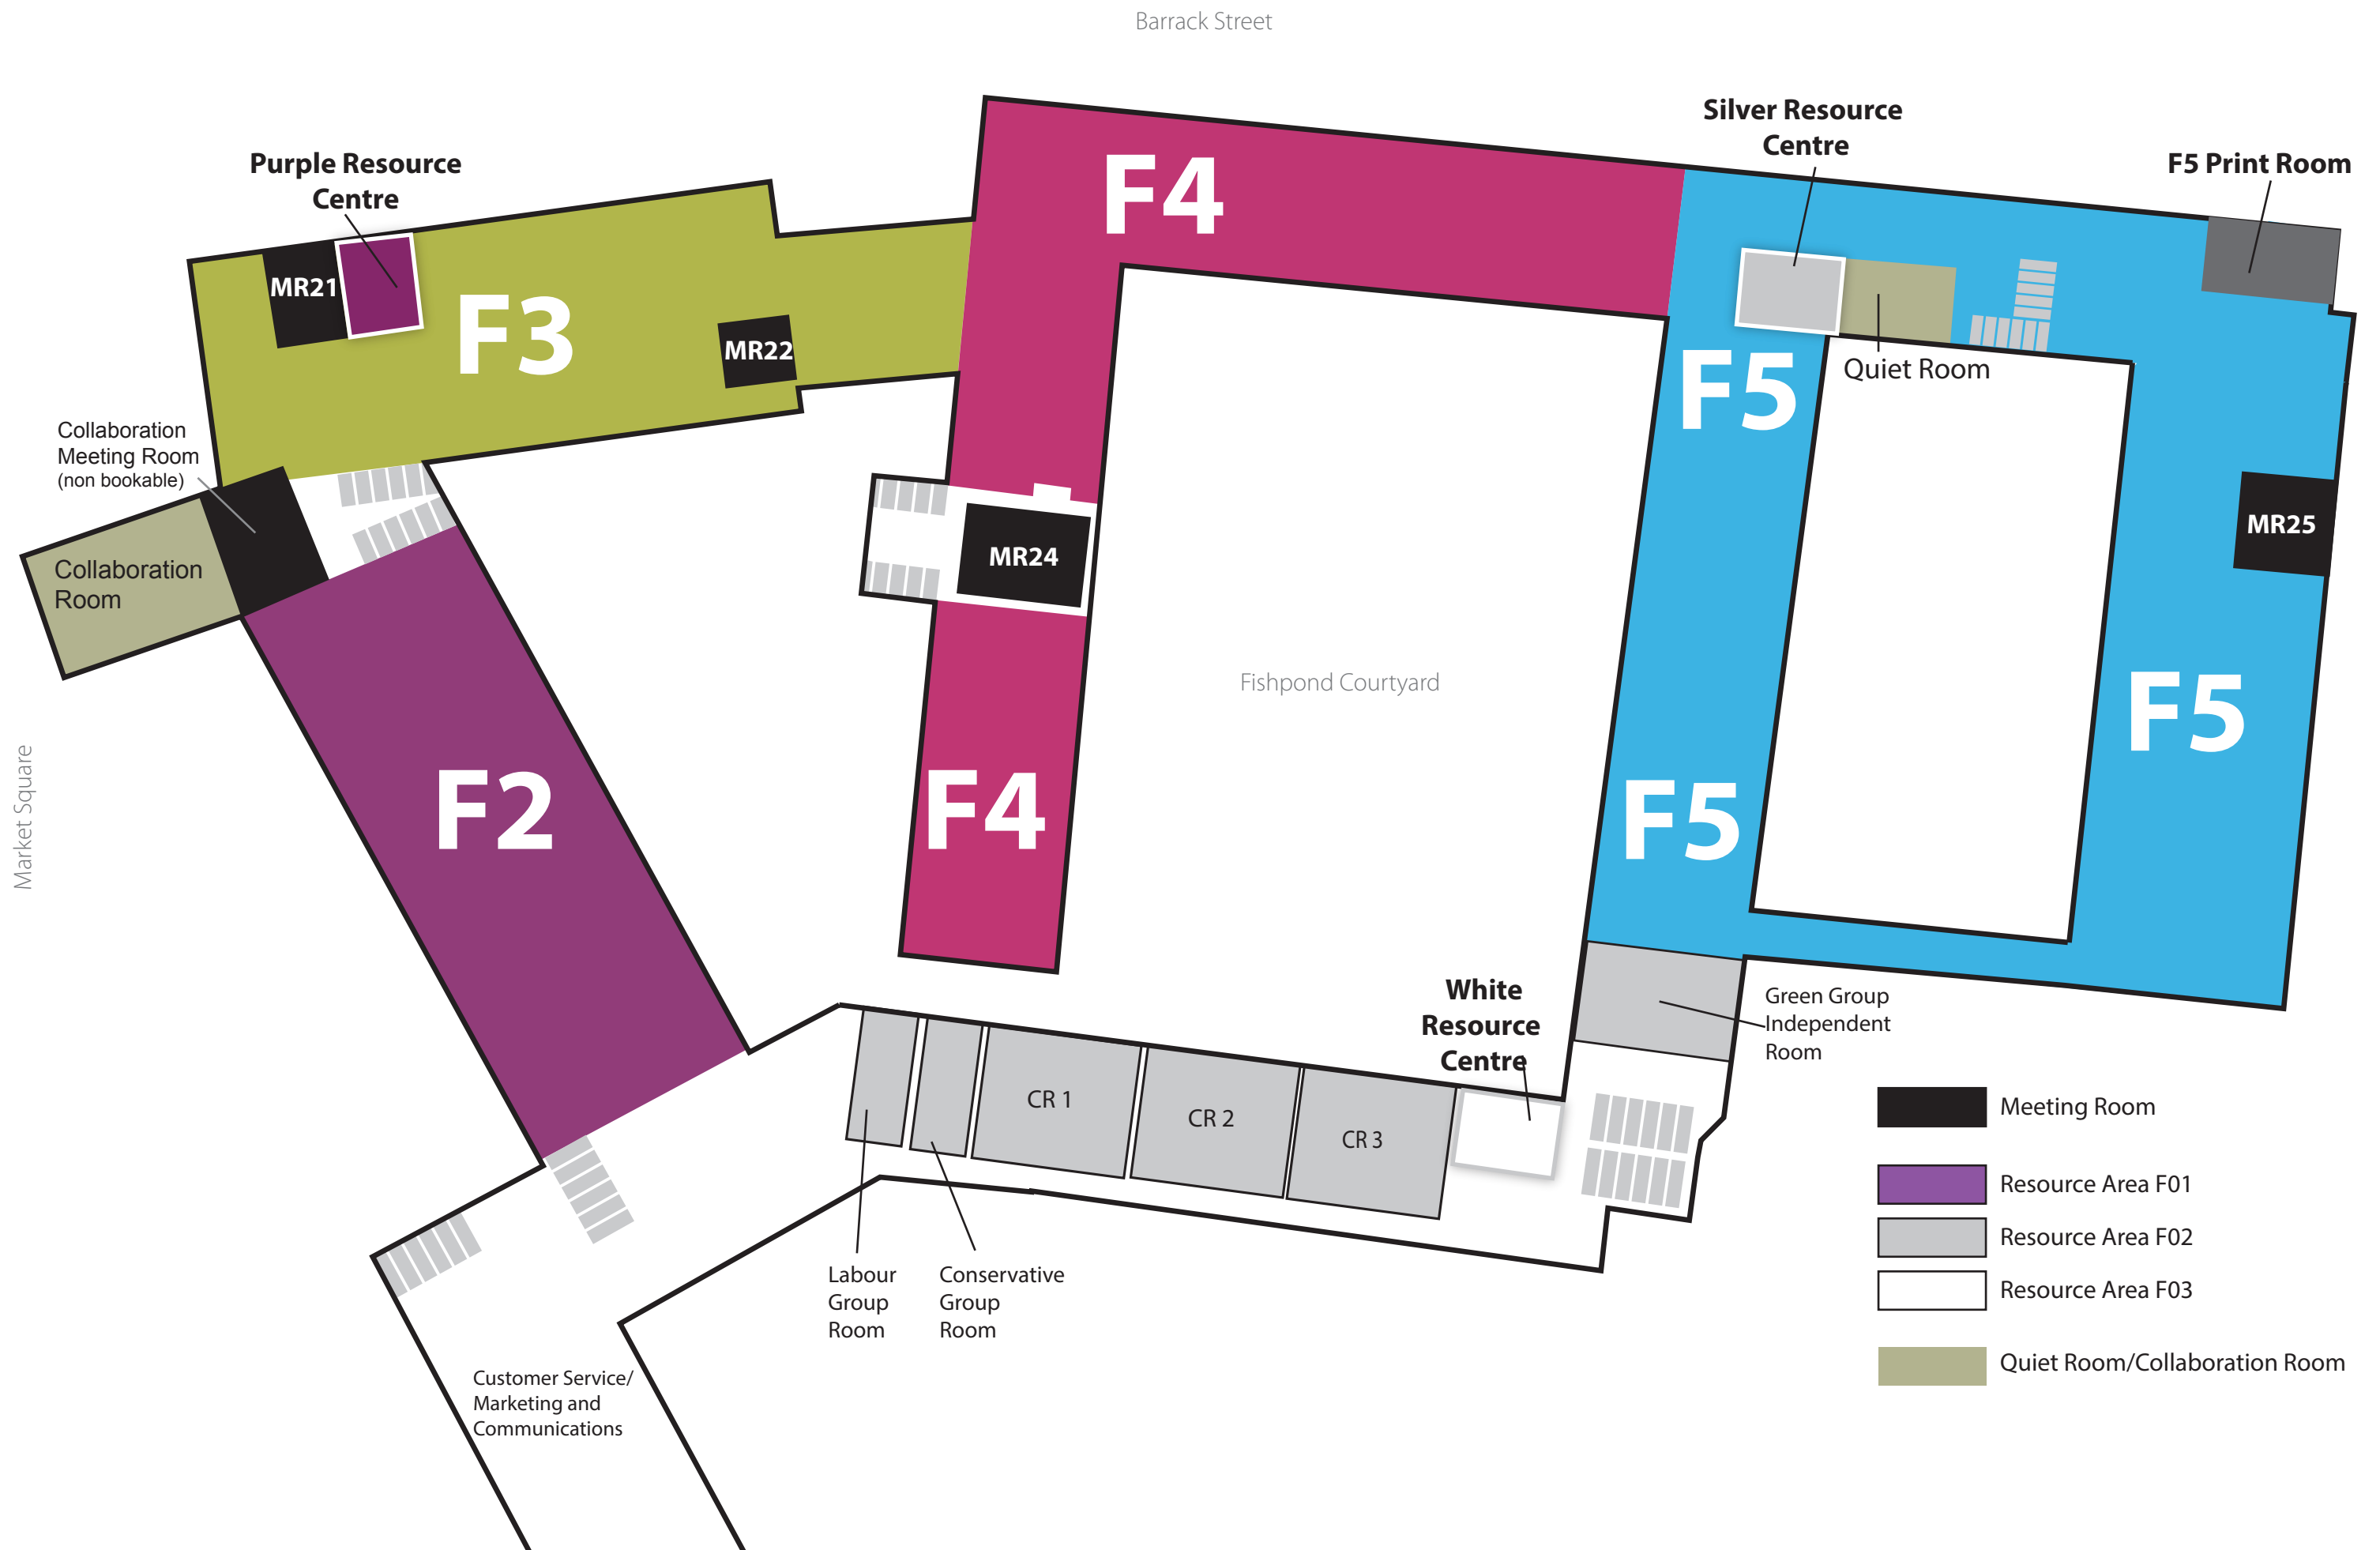 Barrack Street
Silver Resource
Centre
F5 Print Room
Purple Resource
Centre
F4
MR21
F3
MR22
F5
Quiet Room
Collaboration
Meeting Room
(non bookable)
MR25
MR24
Collaboration
Room
Fishpond Courtyard
F5
Market Square
F2
F4
F5
White
Resource
Centre
Green Group
Independent
Room
CR 1
CR 2
CR 3
Meeting Room
Resource Area F01
Resource Area F02
Resource Area F03
Quiet Room/Collaboration Room
Labour
Group
Room
Conservative
Group
Room
Customer Service/
Marketing and
Communications